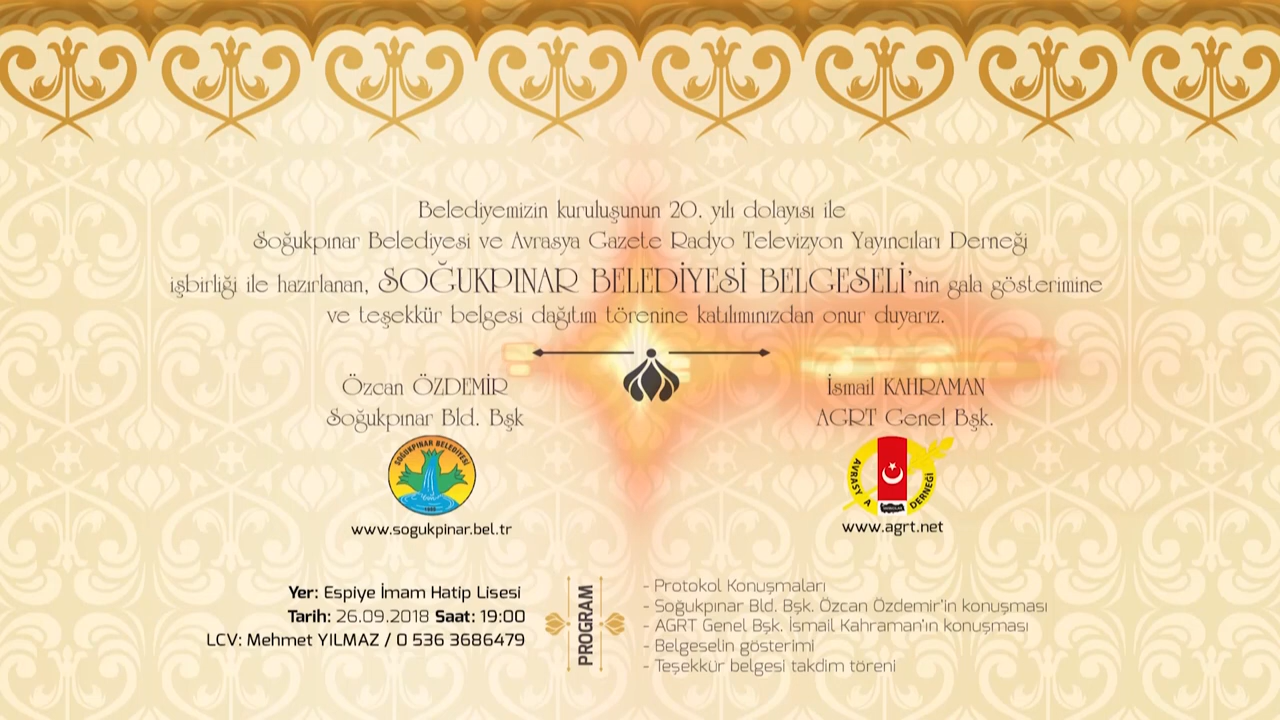 Belediyemizin kuruluşunun 20. yılı dolayısı ile
Soğukpınar Belediyesi ve Avrasya Gazete Radyo Televizyon Yayıncıları Derneği
işbirliği ile hazırlanan, SOĞUKPINAR BELEDİYESİ BELGESELİ'nin gala gösterimine
ve teşekkür belgesi dağıtım törenine katılımınızdan onur duyarız.
Özcan ÖZDEMİR
Soğukpınar Bld. Bşk
SOĞUKPINAR BELEDİYESİ
www.sogukpinar.bel.tr
İsmail KAHRAMAN
AGRT Genel Bşk.
AVRASYA DERNEĞİ
www.agrt.net
Yer: Espiye İmam Hatip Lisesi
Tarih: 26.09.2018 Saat: 19:00
LCV: Mehmet YILMAZ / 0 536 3686479
PROGRAM
- Protokol Konuşmaları
- Soğukpınar Bld. Bşk. Özcan Özdemir'in konuşması
- AGRT Genel Bşk. İsmail Kahraman'ın konuşması
- Belgeselin gösterimi
- Teşekkür belgesi takdim töreni